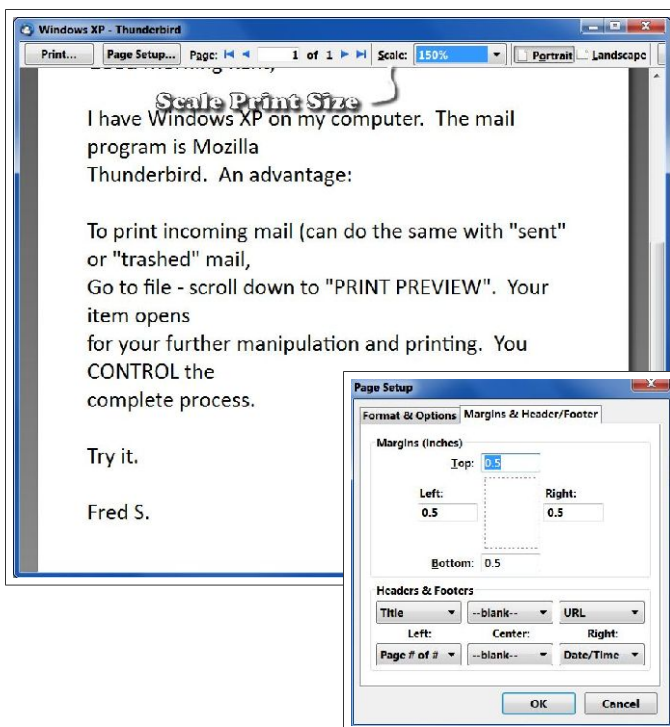 Windows XP - Thunderbird
Print... Page Setup... Page: 1 of 1 Scale: 150% Portrait Landscape
Good morning Kent,
Scale Print Size
I have Windows XP on my computer. The mail
program is Mozilla
Thunderbird. An advantage:
To print incoming mail (can do the same with "sent"
or "trashed" mail,
Go to file - scroll down to "PRINT PREVIEW". Your
item opens
for your further manipulation and printing. You
CONTROL the
complete process.
Try it.
Fred S.
Page Setup
Format & Options Margins & Header/Footer
Margins (inches)
Top: 0.5
Left: Right:
0.5 0.5
Bottom: 0.5
Headers & Footers
Title --blank-- URL
Left: Center: Right:
Page # of # --blank-- Date/Time
OK Cancel